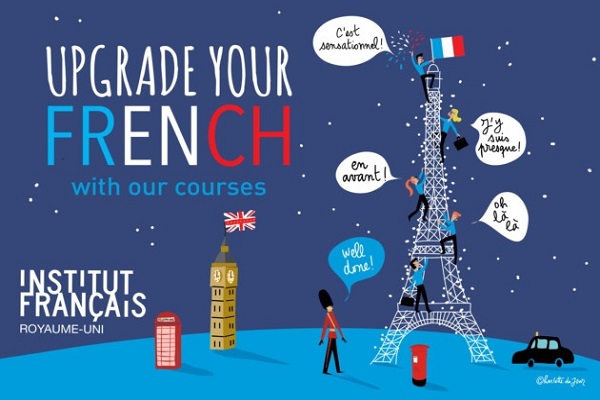 UPGRADE YOUR
FRENCH
with our courses
INSTITUT
FRANÇAIS
ROYAUME-UNI
C'est
sensationnel!
J'y
suis
presque!
en
avant!
oh
là
là
well
done!
TELEPHONE